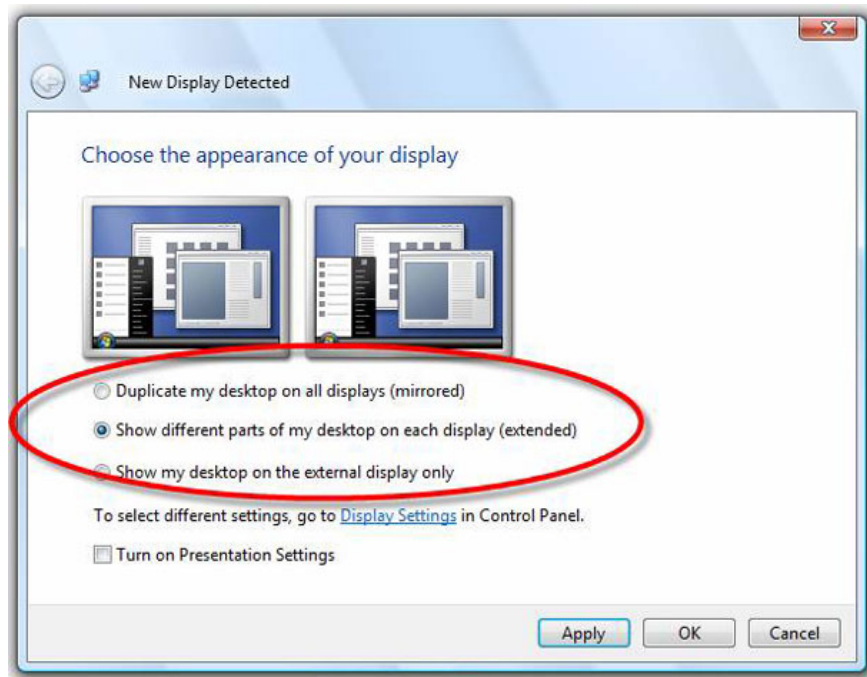 New Display Detected
Choose the appearance of your display
Duplicate my desktop on all displays (mirrored)
Show different parts of my desktop on each display (extended)
Show my desktop on the external display only
To select different settings, go to Display Settings in Control Panel.
Turn on Presentation Settings
Apply OK Cancel